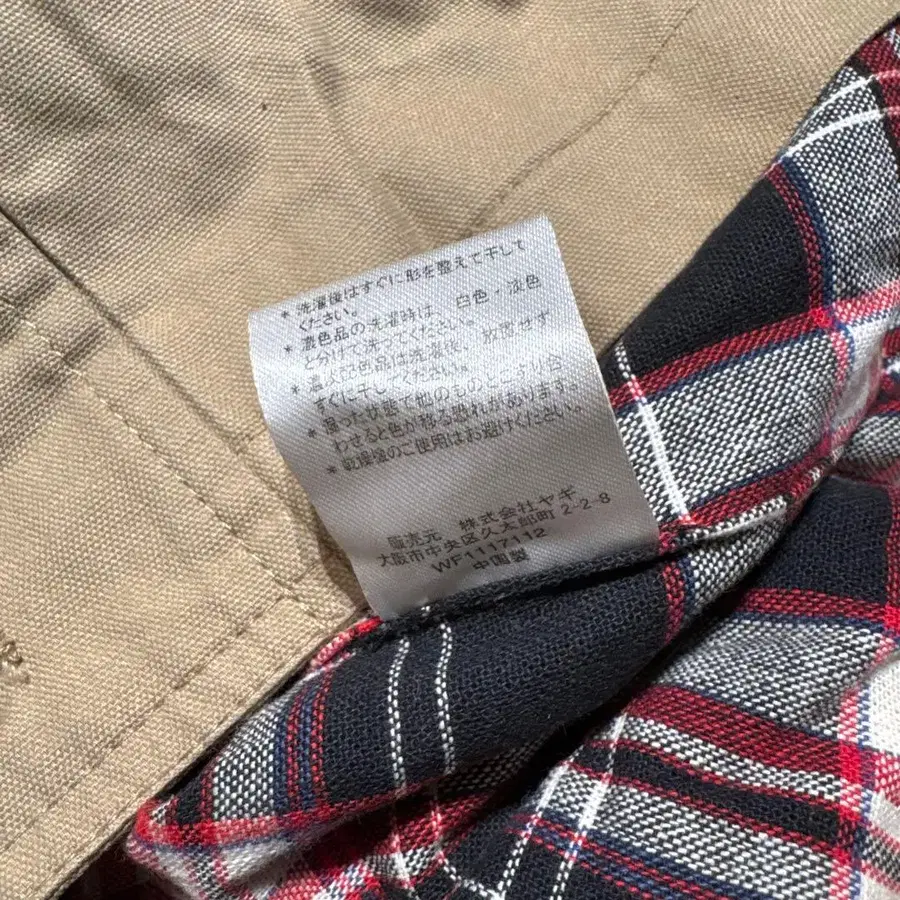 * 洗濯後はすぐに形を整えて干して
ください。
* 濃色品の洗濯時は、白色・淡色
と分けて洗ってください。
* 濃人配色品は洗濯後、放置せず
すぐに干してください。
* 湿った状態で他のものとこすり合
わせると色が移る恐れがあります。
* 乾燥機のご使用はお避けください。
販売元 株式会社ヤギ
大阪市中央区久太郎町2-2-8
WF1117112
中国製